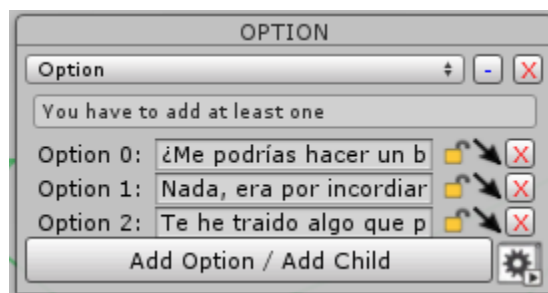 OPTION
Option - X
You have to add at least one
Option 0: ¿Me podrías hacer un b X
Option 1: Nada, era por incordiar X
Option 2: Te he traido algo que p X
Add Option / Add Child